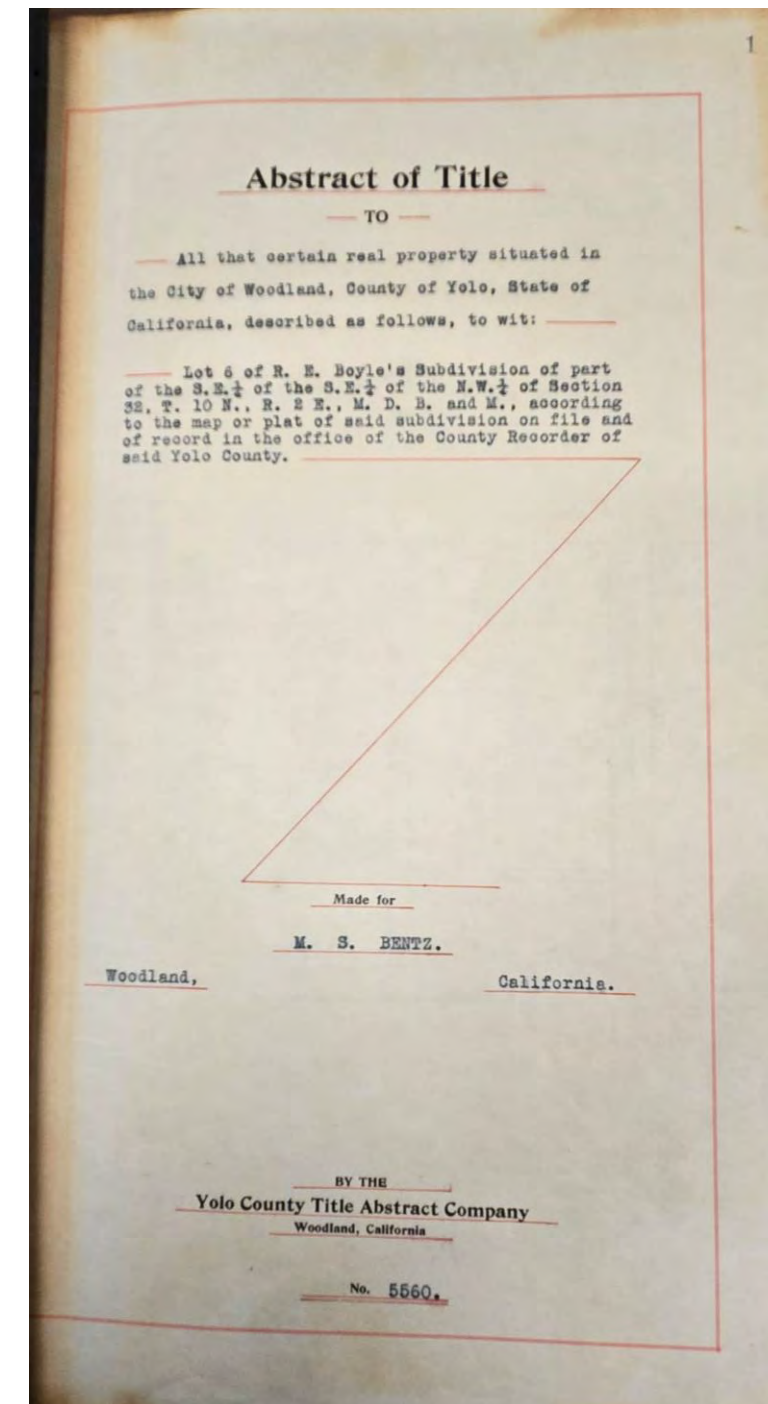 1
Abstract of Title
TO
All that certain real property situated in
the City of Woodland, County of Yolo, State of
California, described as follows, to wit:
Lot 6 of R. E. Boyle's Subdivision of part
of the S.E.¼ of the S.E.¼ of the N.W.¼ of Section
32, T. 10 N., R. 2 E., M. D. B. and M., according
to the map or plat of said subdivision on file and
of record in the office of the County Recorder of
said Yolo County.
Made for
M. S. BENTZ.
Woodland, California.
BY THE
Yolo County Title Abstract Company
Woodland, California
No. 5560.